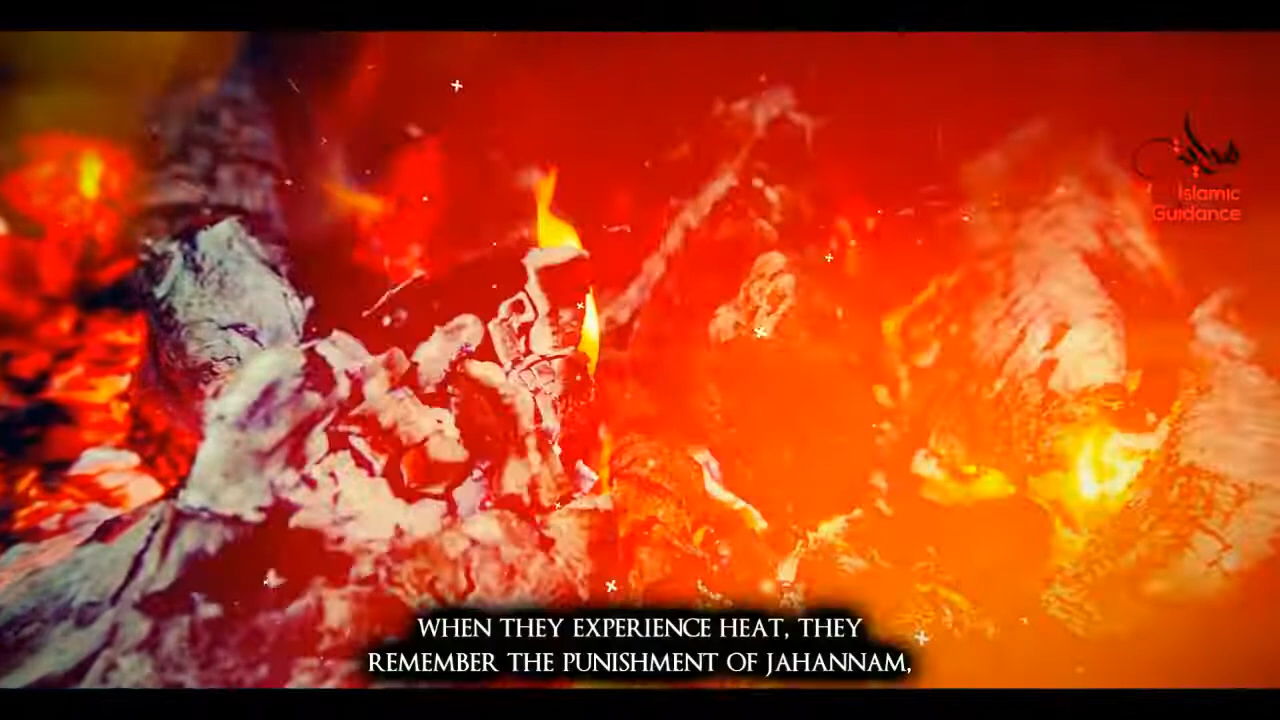 Islamic
Guidance
WHEN THEY EXPERIENCE HEAT, THEY
REMEMBER THE PUNISHMENT OF JAHANNAM,